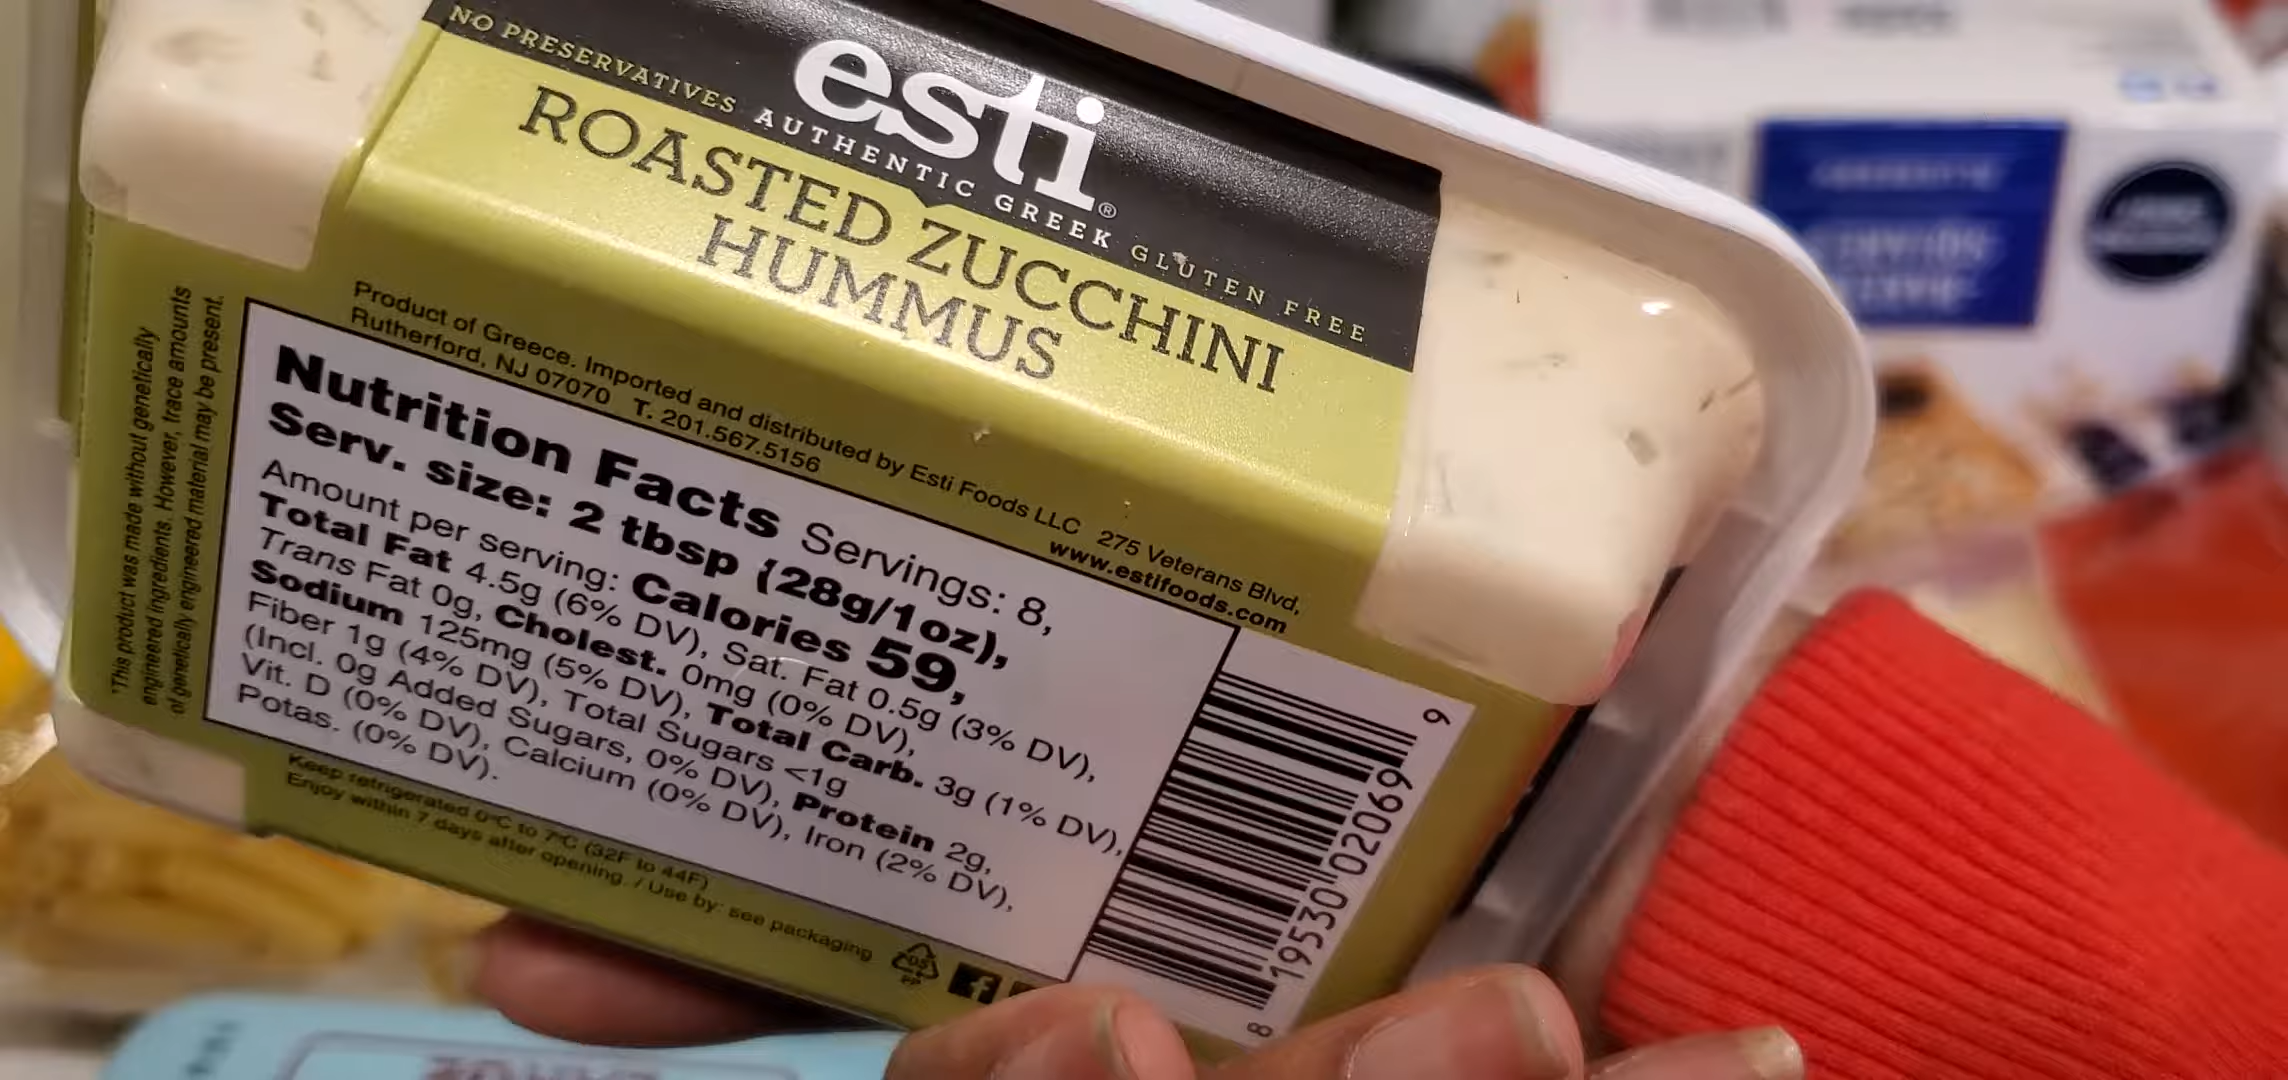 esti®
NO PRESERVATIVES AUTHENTIC GREEK GLUTEN FREE
ROASTED ZUCCHINI
HUMMUS
Product of Greece. Imported and distributed by Esti Foods LLC 275 Veterans Blvd,
Rutherford, NJ 07070 T. 201.567.5156 www.estifoods.com
*This product was made without genetically
engineered ingredients. However, trace amounts
of genetically engineered material may be present.
Nutrition Facts Servings: 8,
Serv. size: 2 tbsp (28g/1oz),
Amount per serving: Calories 59,
Total Fat 4.5g (6% DV), Sat. Fat 0.5g (3% DV),
Trans Fat 0g, Cholest. 0mg (0% DV),
Sodium 125mg (5% DV), Total Carb. 3g (1% DV),
Fiber 1g (4% DV), Total Sugars <1g
(Incl. 0g Added Sugars, 0% DV), Protein 2g,
Vit. D (0% DV), Calcium (0% DV), Iron (2% DV),
Potas. (0% DV).
Keep refrigerated 0°C to 7°C (32F to 44F)
Enjoy within 7 days after opening. / Use by: see packaging
05
PP
8 19530 02069 9